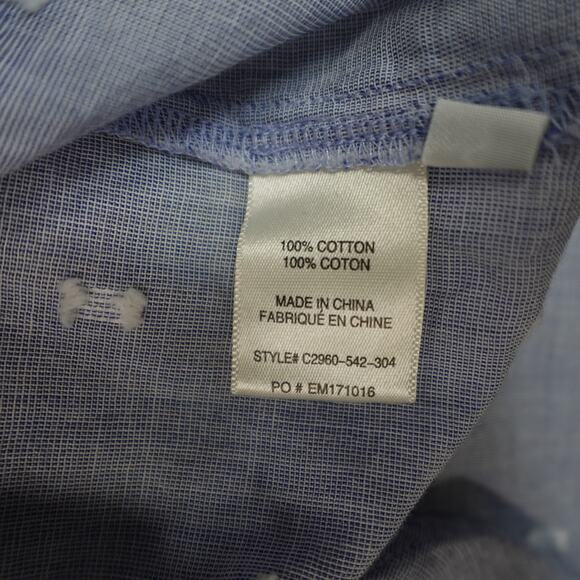 100% COTTON
100% COTON
MADE IN CHINA
FABRIQUÉ EN CHINE
STYLE# C2960-542-304
PO # EM171016